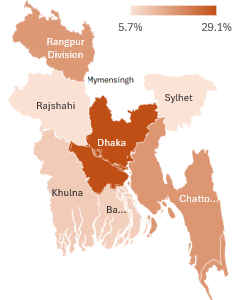 5.7%
29.1%
Rangpur
Division
Mymensingh
Rajshahi
Sylhet
Dhaka
Khulna
Chatto...
Ba...